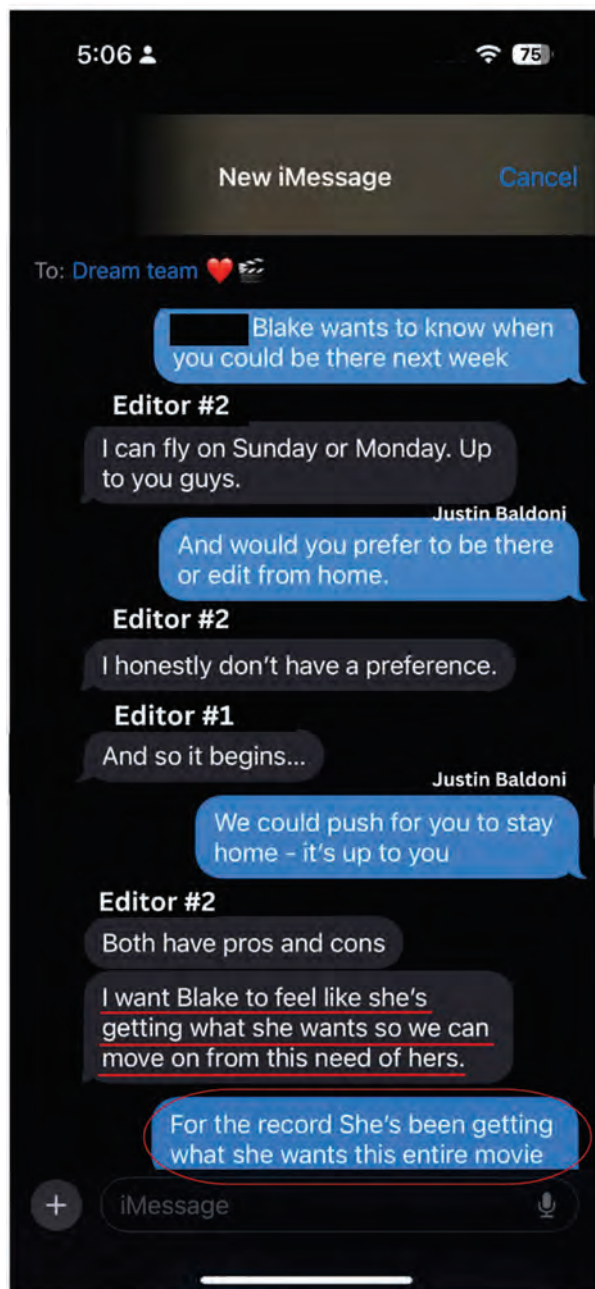 5:06
75
New iMessage
Cancel
To: Dream team ❤️🎬
Blake wants to know when
you could be there next week
Editor #2
I can fly on Sunday or Monday. Up
to you guys.
Justin Baldoni
And would you prefer to be there
or edit from home.
Editor #2
I honestly don’t have a preference.
Editor #1
And so it begins...
Justin Baldoni
We could push for you to stay
home - it’s up to you
Editor #2
Both have pros and cons
I want Blake to feel like she’s
getting what she wants so we can
move on from this need of hers.
For the record She’s been getting
what she wants this entire movie
iMessage